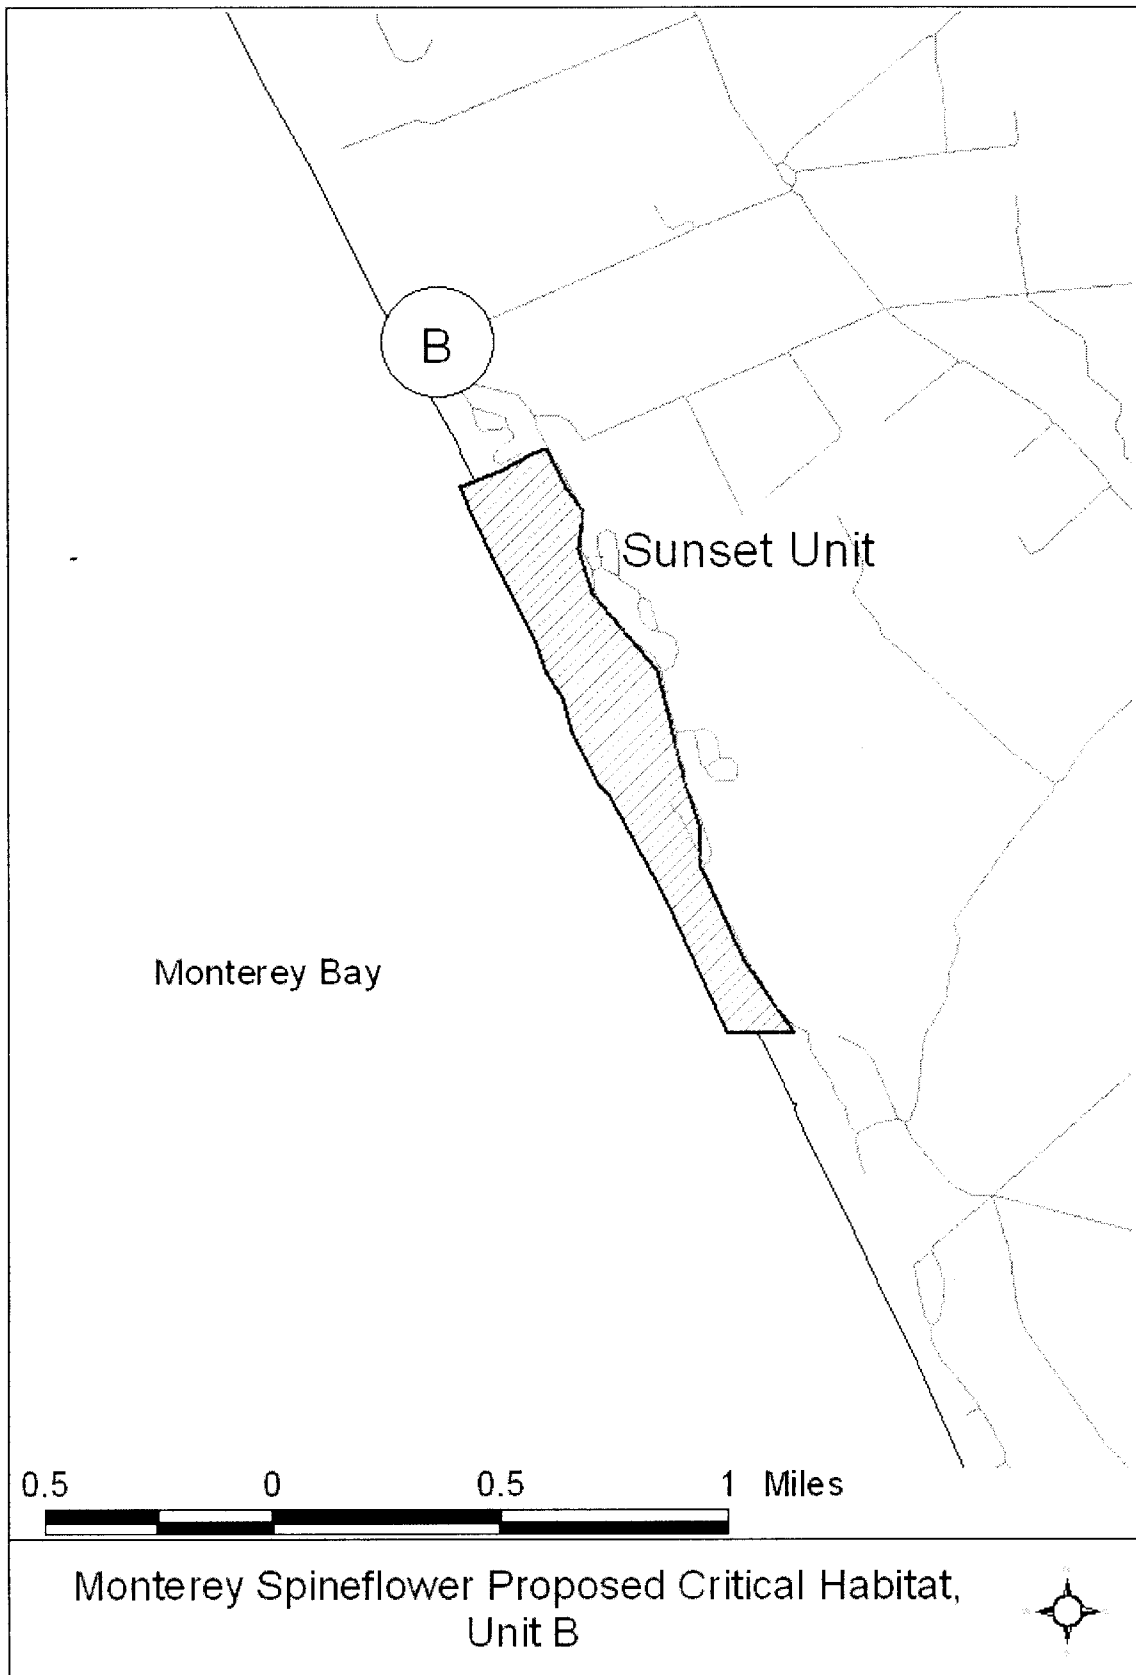 B
Sunset Unit
Monterey Bay
0.5 0 0.5 1 Miles
Monterey Spineflower Proposed Critical Habitat,
Unit B